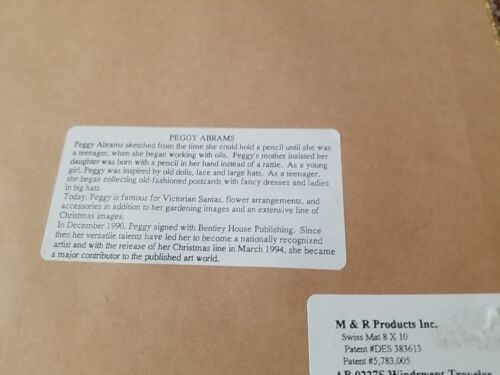 PEGGY ABRAMS
Peggy Abrams sketched from the time she could hold a pencil until she was
a teenager, when she began working with oils. Peggy's mother insisted her
daughter was born with a pencil in her hand instead of a rattle. As a young
girl, Peggy was inspired by old dolls, lace and large hats. As a teenager,
she began collecting old-fashioned postcards with fancy dresses and ladies
in big hats.
Today, Peggy is famous for Victorian Santas, flower arrangements, and
accessories in addition to her gardening images and an extensive line of
Christmas images.
In December 1990, Peggy signed with Bentley House Publishing. Since
then her versatile talents have led her to become a nationally recognized
artist and with the release of her Christmas line in March 1994, she became
a major contributor to the published art world.
M & R Products Inc.
Swiss Mat 8 X 10
Patent #DES 383613
Patent #5,783,005
AB 0227S Windswept Traveler